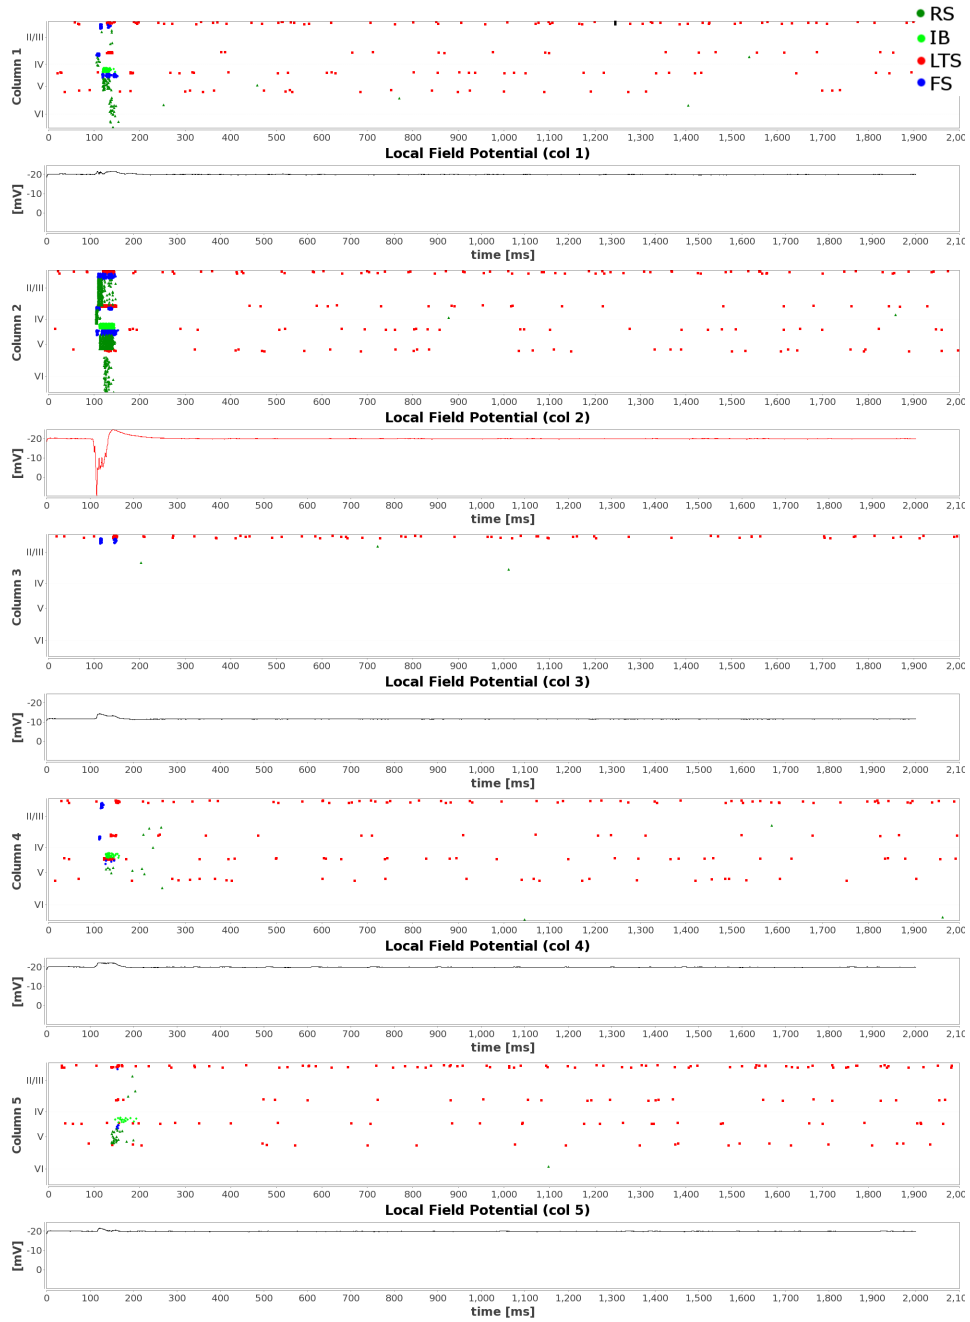 RS
IB
LTS
FS
Column 1
II/III
IV
V
VI
0 100 200 300 400 500 600 700 800 900 1,000 1,100 1,200 1,300 1,400 1,500 1,600 1,700 1,800 1,900 2,00
Local Field Potential (col 1)
[mV]
-20
-10
0
0 100 200 300 400 500 600 700 800 900 1,000 1,100 1,200 1,300 1,400 1,500 1,600 1,700 1,800 1,900 2,000 2,10
time [ms]
Column 2
II/III
IV
V
VI
0 100 200 300 400 500 600 700 800 900 1,000 1,100 1,200 1,300 1,400 1,500 1,600 1,700 1,800 1,900 2,00
Local Field Potential (col 2)
[mV]
-20
-10
0
0 100 200 300 400 500 600 700 800 900 1,000 1,100 1,200 1,300 1,400 1,500 1,600 1,700 1,800 1,900 2,000 2,10
time [ms]
Column 3
II/III
IV
V
VI
0 100 200 300 400 500 600 700 800 900 1,000 1,100 1,200 1,300 1,400 1,500 1,600 1,700 1,800 1,900 2,00
Local Field Potential (col 3)
[mV]
-20
-10
0
0 100 200 300 400 500 600 700 800 900 1,000 1,100 1,200 1,300 1,400 1,500 1,600 1,700 1,800 1,900 2,000 2,10
time [ms]
Column 4
II/III
IV
V
VI
0 100 200 300 400 500 600 700 800 900 1,000 1,100 1,200 1,300 1,400 1,500 1,600 1,700 1,800 1,900 2,00
Local Field Potential (col 4)
[mV]
-20
-10
0
0 100 200 300 400 500 600 700 800 900 1,000 1,100 1,200 1,300 1,400 1,500 1,600 1,700 1,800 1,900 2,000 2,10
time [ms]
Column 5
II/III
IV
V
VI
0 100 200 300 400 500 600 700 800 900 1,000 1,100 1,200 1,300 1,400 1,500 1,600 1,700 1,800 1,900 2,00
Local Field Potential (col 5)
[mV]
-20
-10
0
0 100 200 300 400 500 600 700 800 900 1,000 1,100 1,200 1,300 1,400 1,500 1,600 1,700 1,800 1,900 2,000 2,10
time [ms]